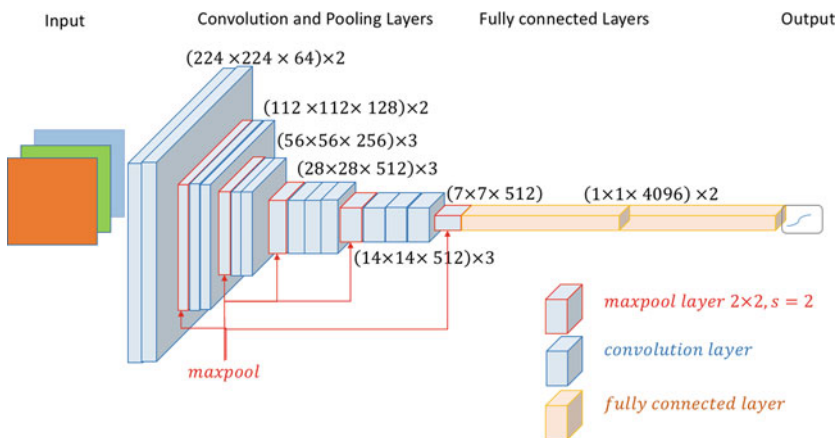 Input
Convolution and Pooling Layers
Fully connected Layers
Output
(224 ×224 × 64)×2
(112 ×112× 128)×2
(56×56× 256)×3
(28×28× 512)×3
(7×7× 512)
(1×1× 4096) ×2
(14×14× 512)×3
maxpool
maxpool layer 2×2, s = 2
convolution layer
fully connected layer